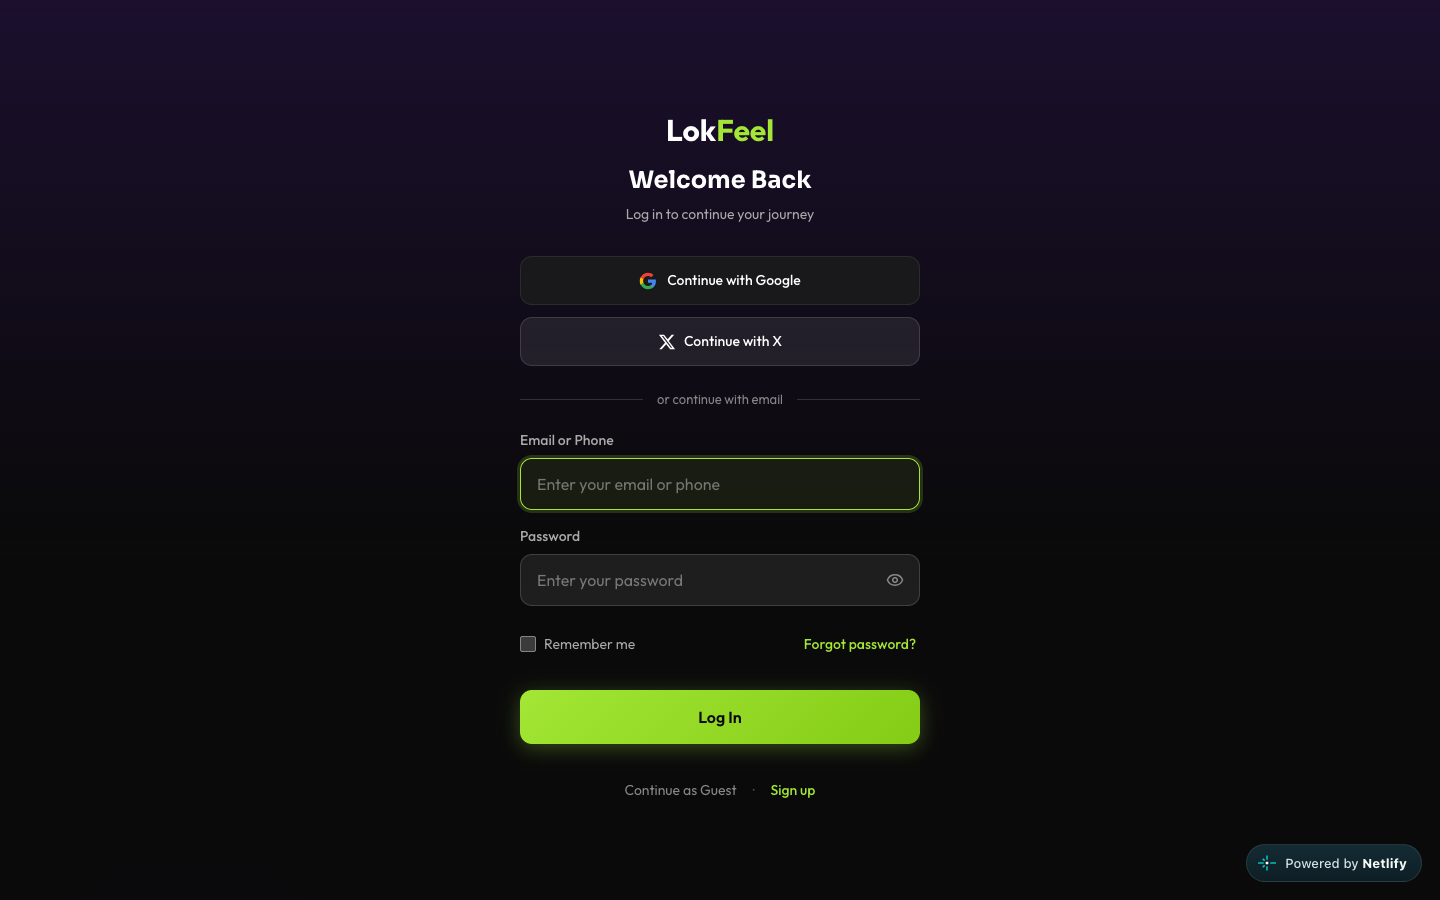 LokFeel
Welcome Back
Log in to continue your journey
Continue with Google
Continue with X
or continue with email
Email or Phone
Enter your email or phone
Password
Enter your password
Remember me
Forgot password?
Log In
Continue as Guest · Sign up
Powered by Netlify